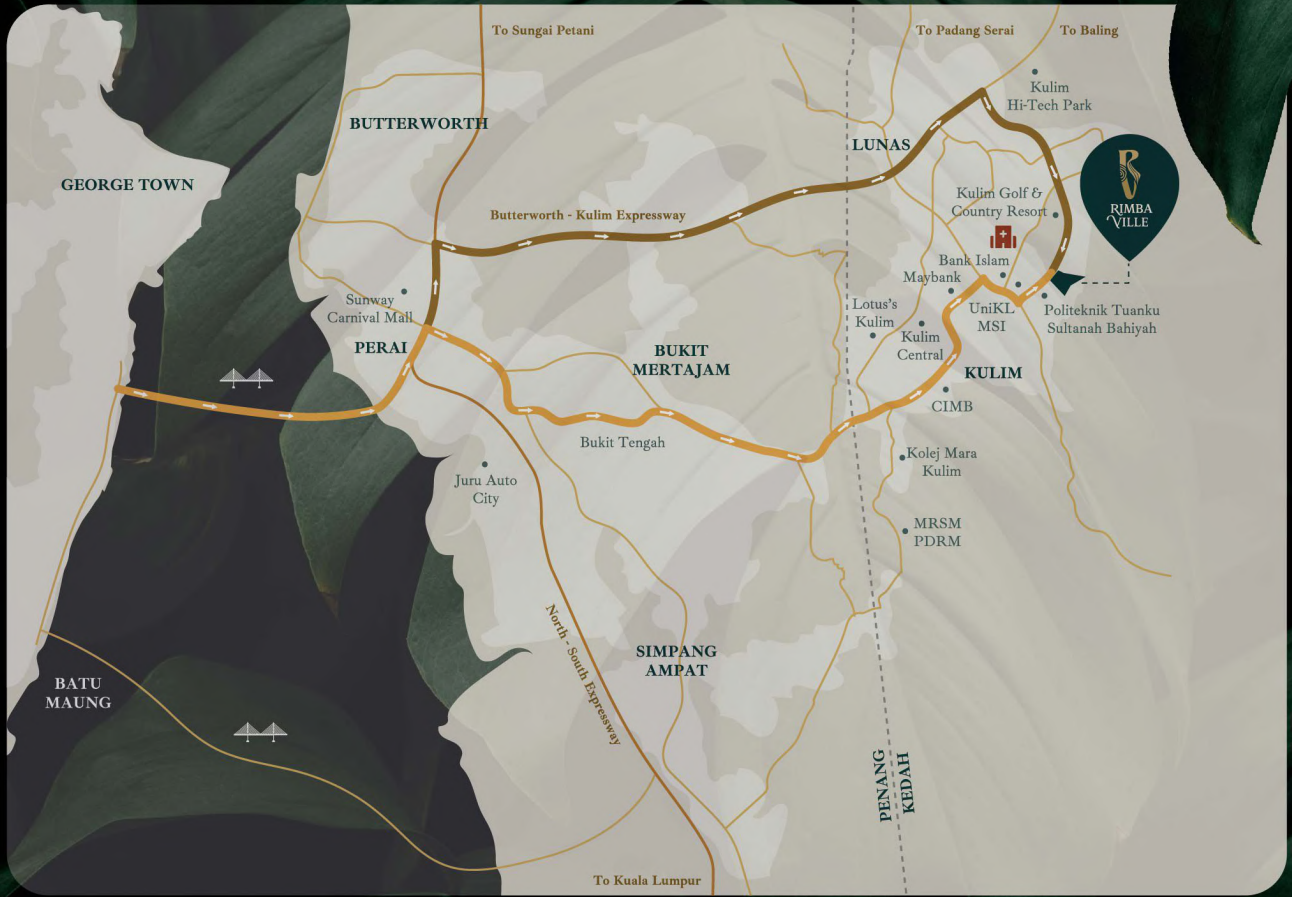 To Sungai Petani
To Padang Serai
To Baling
Kulim
Hi-Tech Park
BUTTERWORTH
LUNAS
GEORGE TOWN
RIMBA
VILLE
Kulim Golf &
Country Resort
Butterworth - Kulim Expressway
Bank Islam
Maybank
Sunway
Carnival Mall
Lotus's
Kulim
UniKL
MSI
Politeknik Tuanku
Sultanah Bahiyah
Kulim
Central
PERAI
BUKIT
MERTAJAM
KULIM
CIMB
Bukit Tengah
Kolej Mara
Kulim
Juru Auto
City
MRSM
PDRM
North - South Expressway
SIMPANG
AMPAT
BATU
MAUNG
PENANG
KEDAH
To Kuala Lumpur